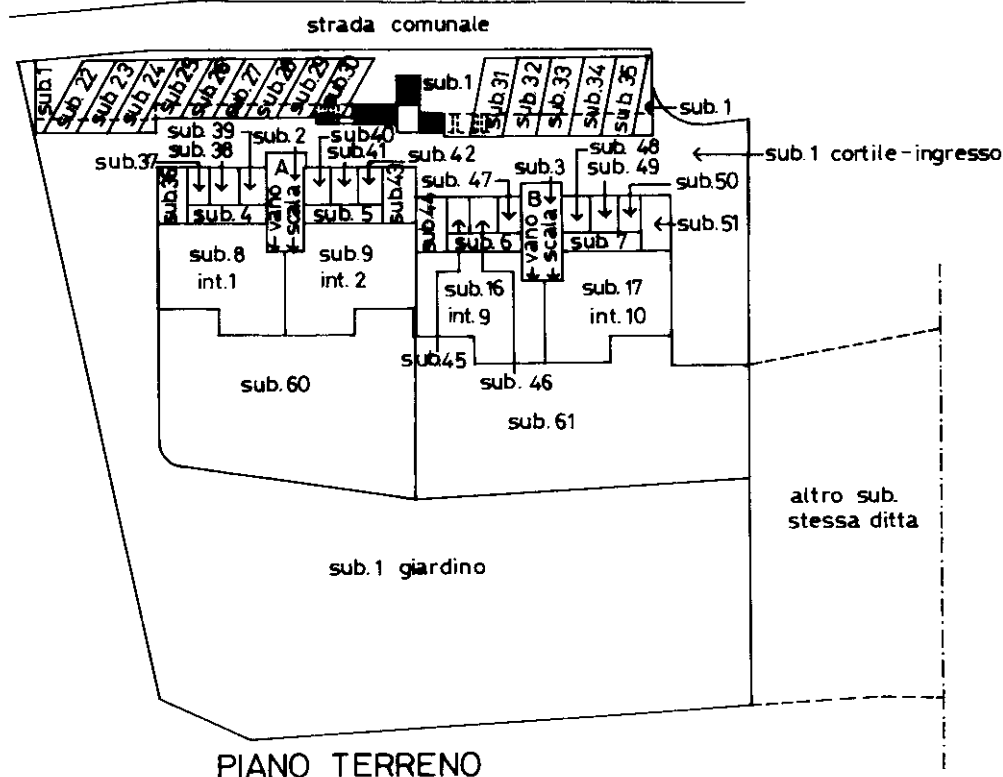 strada comunale
sub.1
sub. 22
sub. 23
sub. 24
sub. 25
sub. 26
sub. 27
sub. 28
sub. 29
sub. 30
sub.1
sub. 31
sub. 32
sub. 33
sub. 34
sub. 35
sub. 1
sub. 39
sub. 38
sub. 2
sub.40
sub.41
sub. 42
sub. 48
sub. 49
sub.1 cortile-ingresso
sub.37
sub. 36
A
sub.43
sub. 47
sub.3
sub.50
sub. 4
vano scala
sub. 5
sub.44
sub. 6
B
vano scala
sub. 7
sub.51
sub.8
int.1
sub.9
int. 2
sub.16
int.9
sub.17
int.10
sub.45
sub. 46
sub.60
sub.61
altro sub.
stessa ditta
sub.1 giardino
PIANO TERRENO